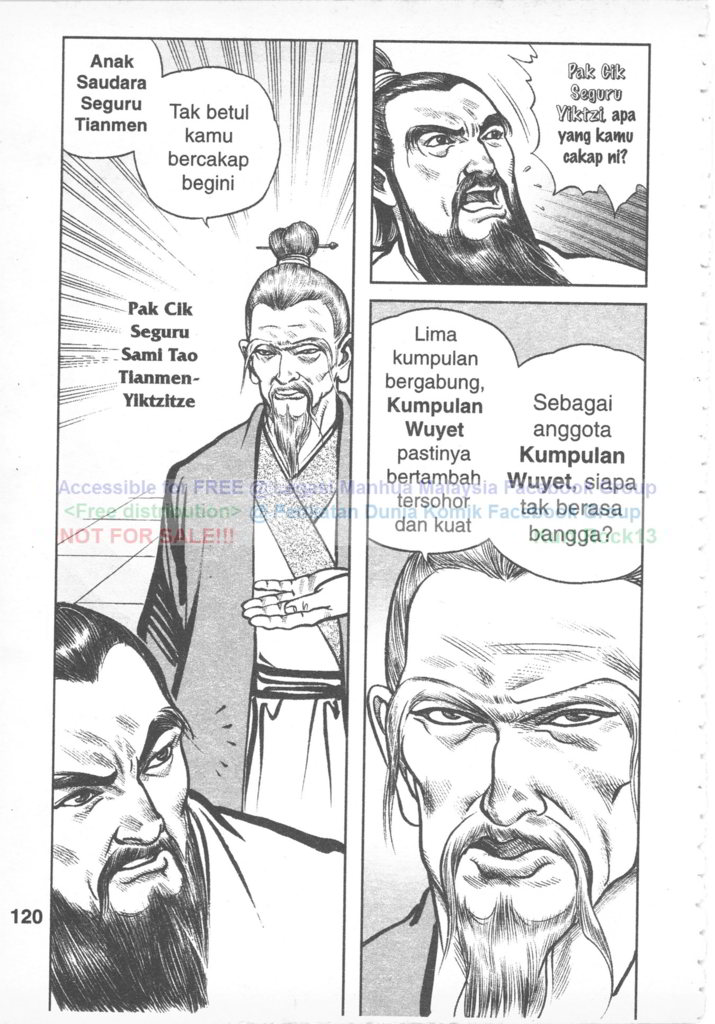 Anak
Saudara
Seguru
Tianmen
Tak betul
kamu
bercakap
begini
Pak Cik
Seguru
Sami Tao
Tianmen-
Yiktzitze
Pak Cik
Seguru
Yiktzi, apa
yang kamu
cakap ni?
Lima
kumpulan
bergabung,
Kumpulan
Wuyet
pastinya
bertambah
tersohor
dan kuat
Sebagai
anggota
Kumpulan
Wuyet, siapa
tak berasa
bangga?
Accessible for FREE @ Legasi Manhua Malaysia Facebook Group
<Free distribution> @ Pakatan Dunia Komik Facebook Group
NOT FOR SALE!!!
120